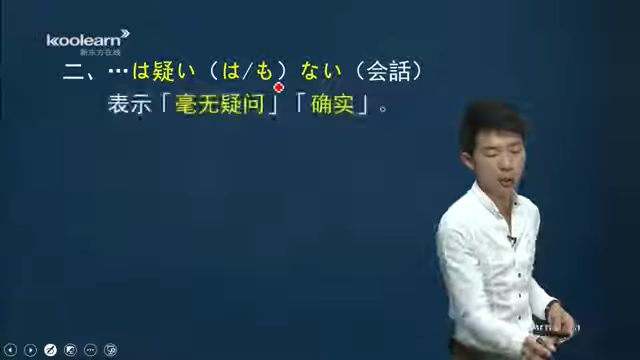 koolearn
新东方在线
二、…は疑い（は/も）ない（会話）
表示「毫无疑问」「确实」。